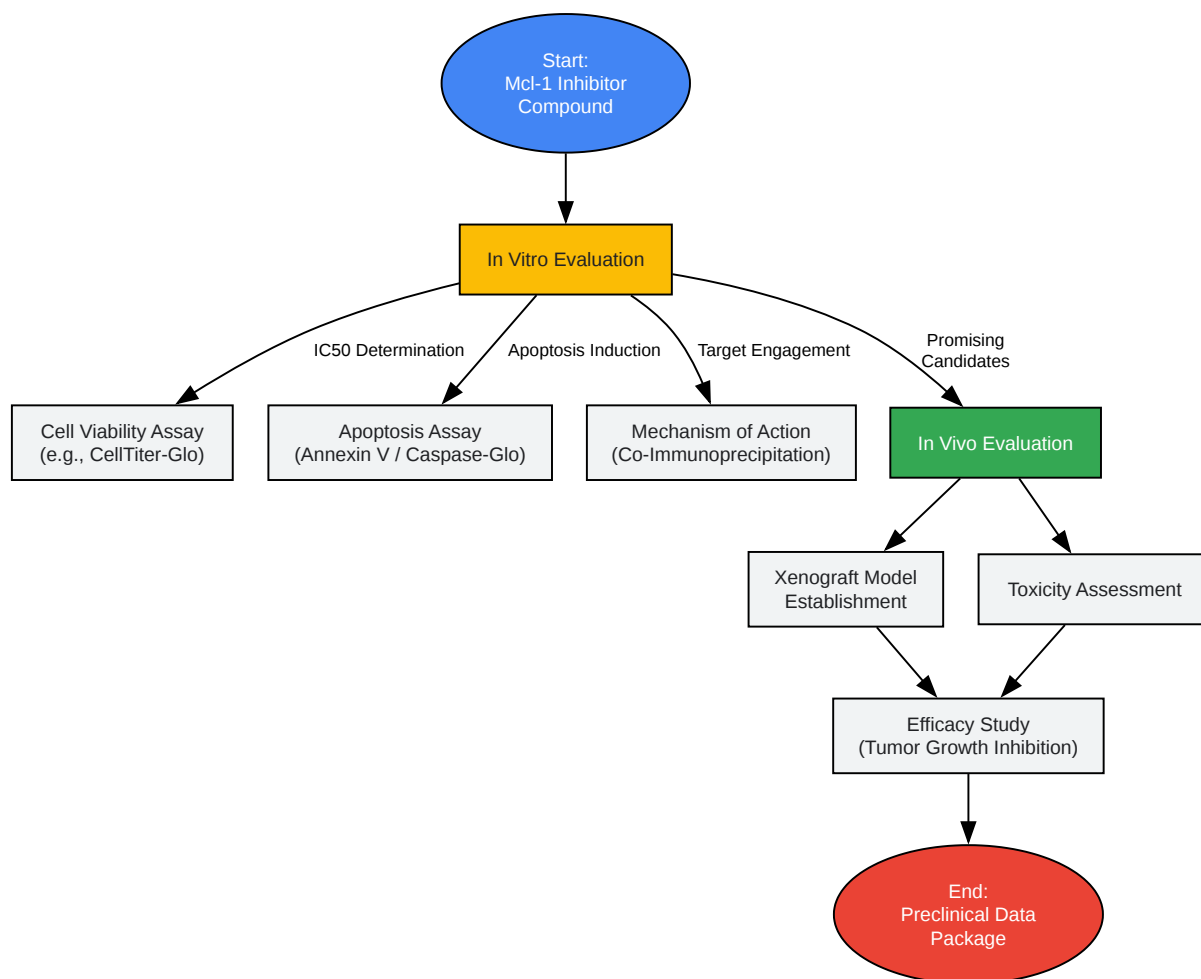 Start:
Mcl-1 Inhibitor
Compound
In Vitro Evaluation
IC50 Determination
Apoptosis Induction
Target Engagement
Promising
Candidates
Cell Viability Assay
(e.g., CellTiter-Glo)
Apoptosis Assay
(Annexin V / Caspase-Glo)
Mechanism of Action
(Co-Immunoprecipitation)
In Vivo Evaluation
Xenograft Model
Establishment
Toxicity Assessment
Efficacy Study
(Tumor Growth Inhibition)
End:
Preclinical Data
Package